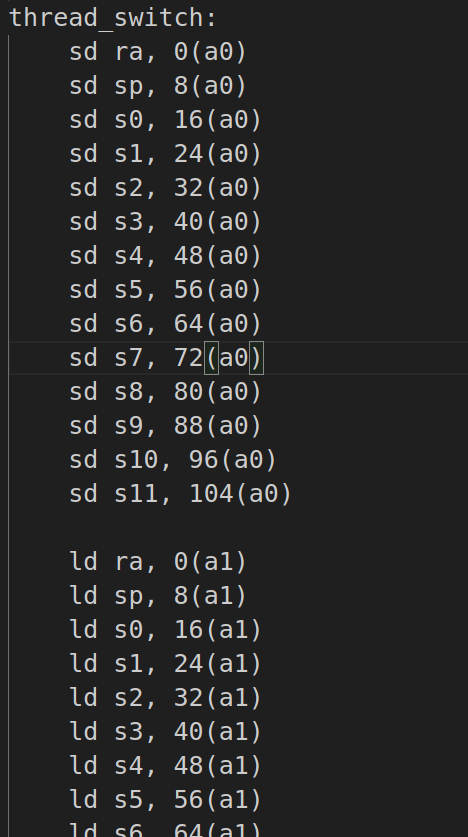 thread_switch:
sd ra, 0(a0)
sd sp, 8(a0)
sd s0, 16(a0)
sd s1, 24(a0)
sd s2, 32(a0)
sd s3, 40(a0)
sd s4, 48(a0)
sd s5, 56(a0)
sd s6, 64(a0)
sd s7, 72(a0)
sd s8, 80(a0)
sd s9, 88(a0)
sd s10, 96(a0)
sd s11, 104(a0)
ld ra, 0(a1)
ld sp, 8(a1)
ld s0, 16(a1)
ld s1, 24(a1)
ld s2, 32(a1)
ld s3, 40(a1)
ld s4, 48(a1)
ld s5, 56(a1)
ld s6, 64(a1)